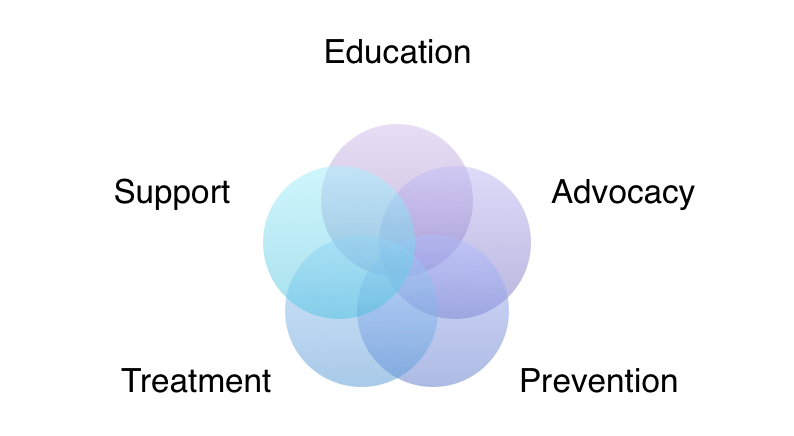 Education
Support
Advocacy
Treatment
Prevention